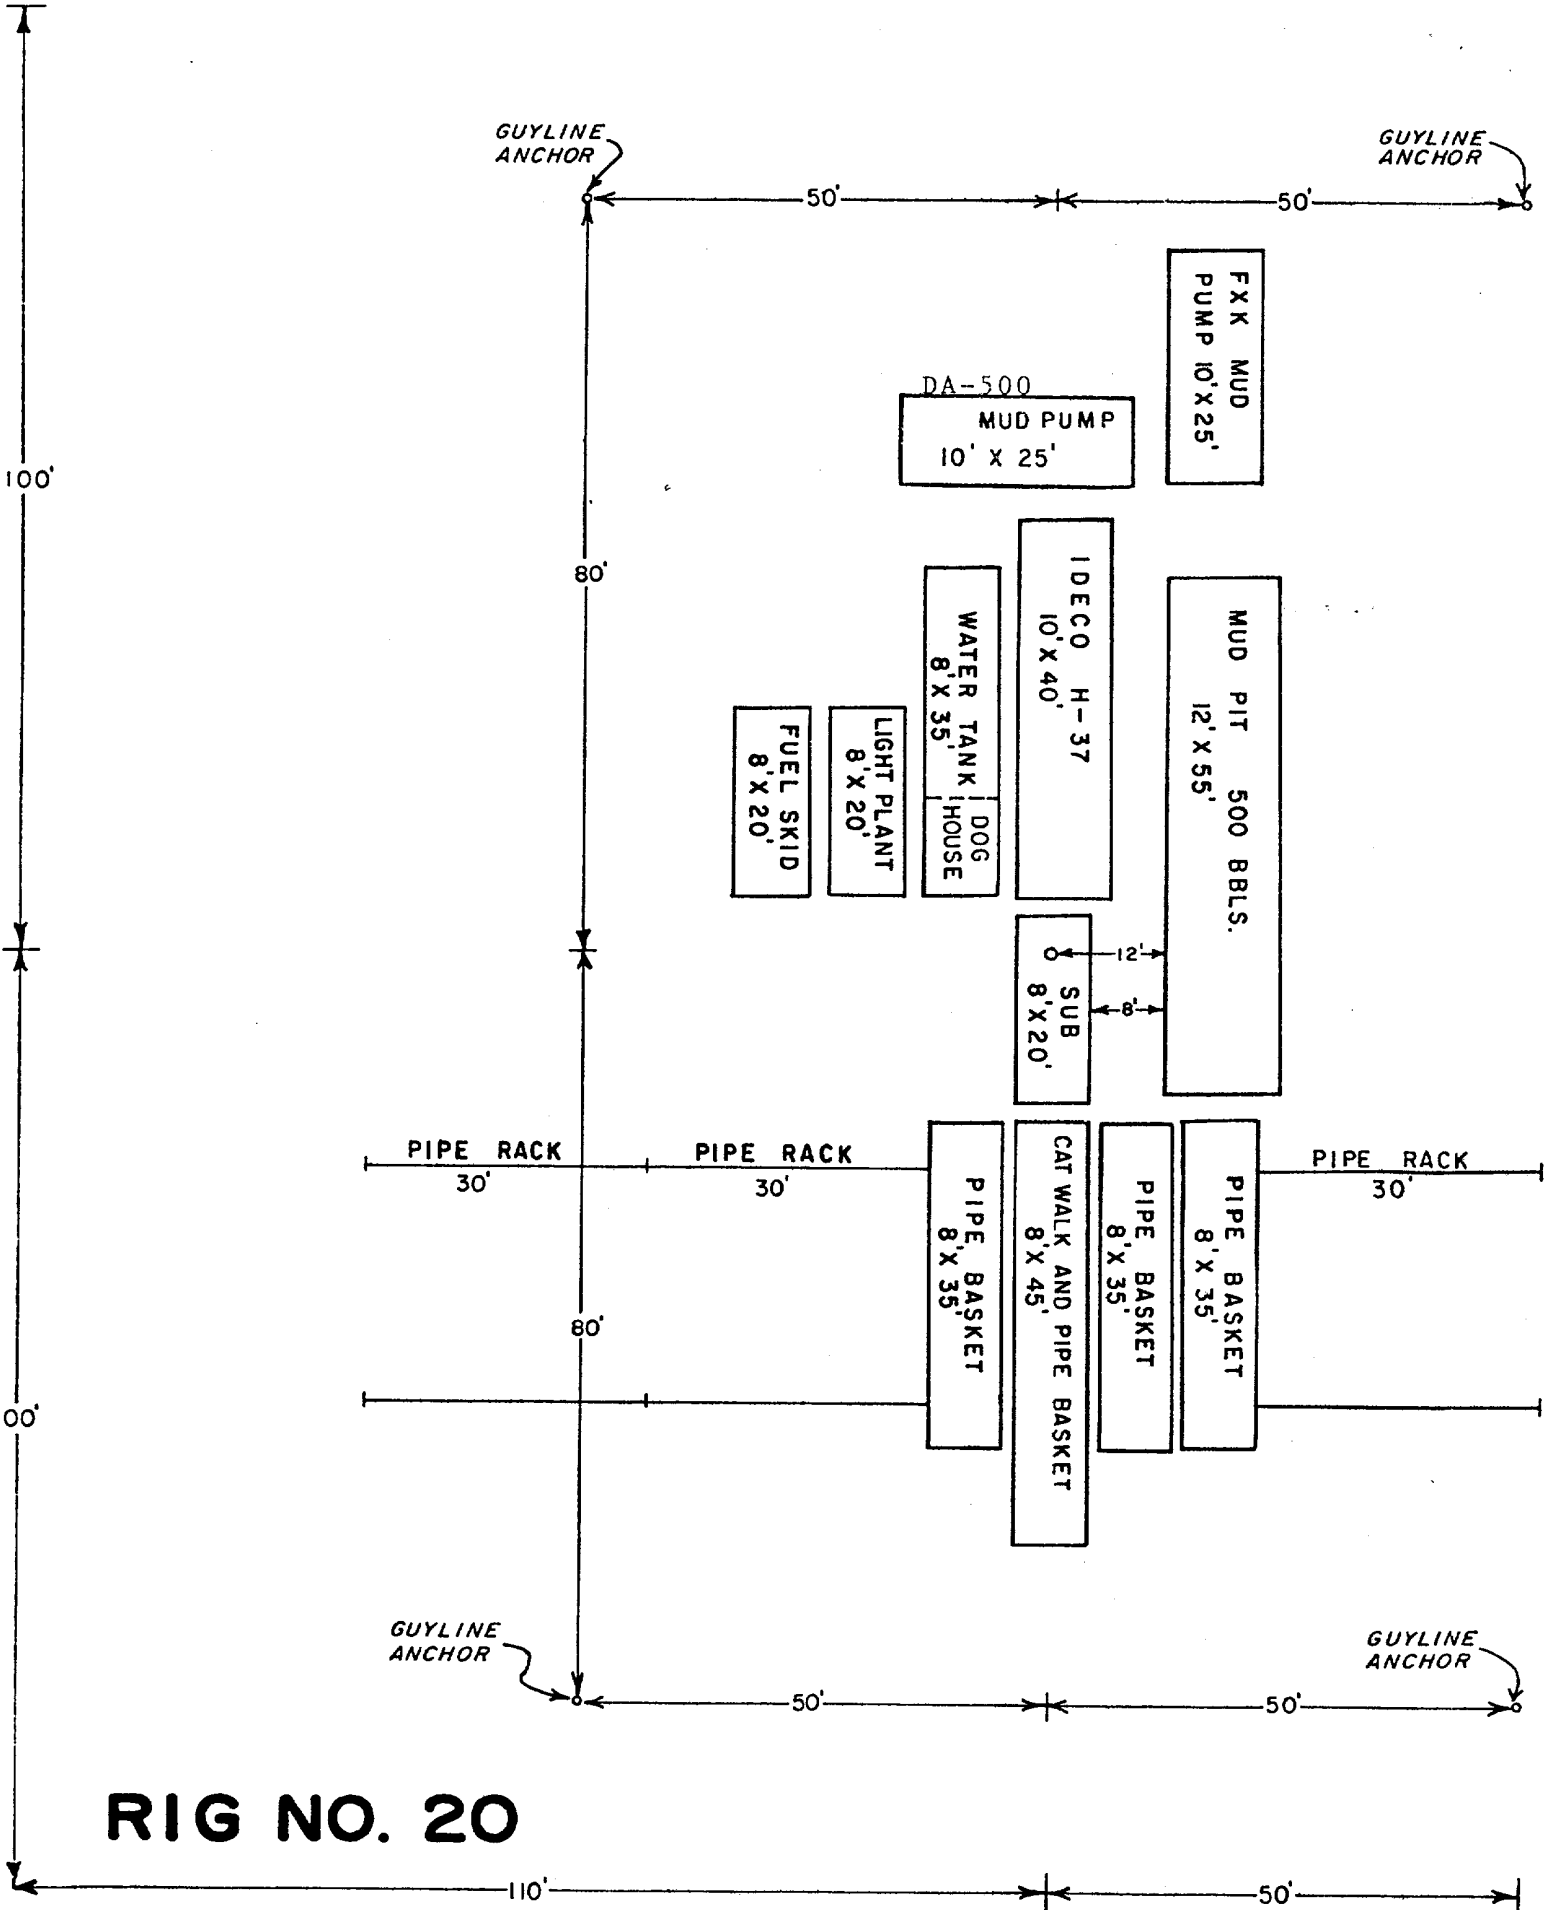 GUYLINE
ANCHOR
GUYLINE
ANCHOR
50'
50'
FXK MUD
PUMP 10'X25'
DA-500
MUD PUMP
10' X 25'
100'
80'
IDECO H-37
10'X 40'
WATER TANK
8'X 35'
DOG
HOUSE
MUD PIT 500 BBLS.
12'X 55'
LIGHT PLANT
8'X 20'
FUEL SKID
8'X 20'
12'
SUB
8'X20'
8'
PIPE RACK
30'
PIPE RACK
30'
PIPE BASKET
8'X 35'
CAT WALK AND PIPE BASKET
8'X 45'
PIPE BASKET
8'X 35'
PIPE BASKET
8'X 35'
PIPE RACK
30'
80'
00'
GUYLINE
ANCHOR
GUYLINE
ANCHOR
50'
50'
RIG NO. 20
110'
50'